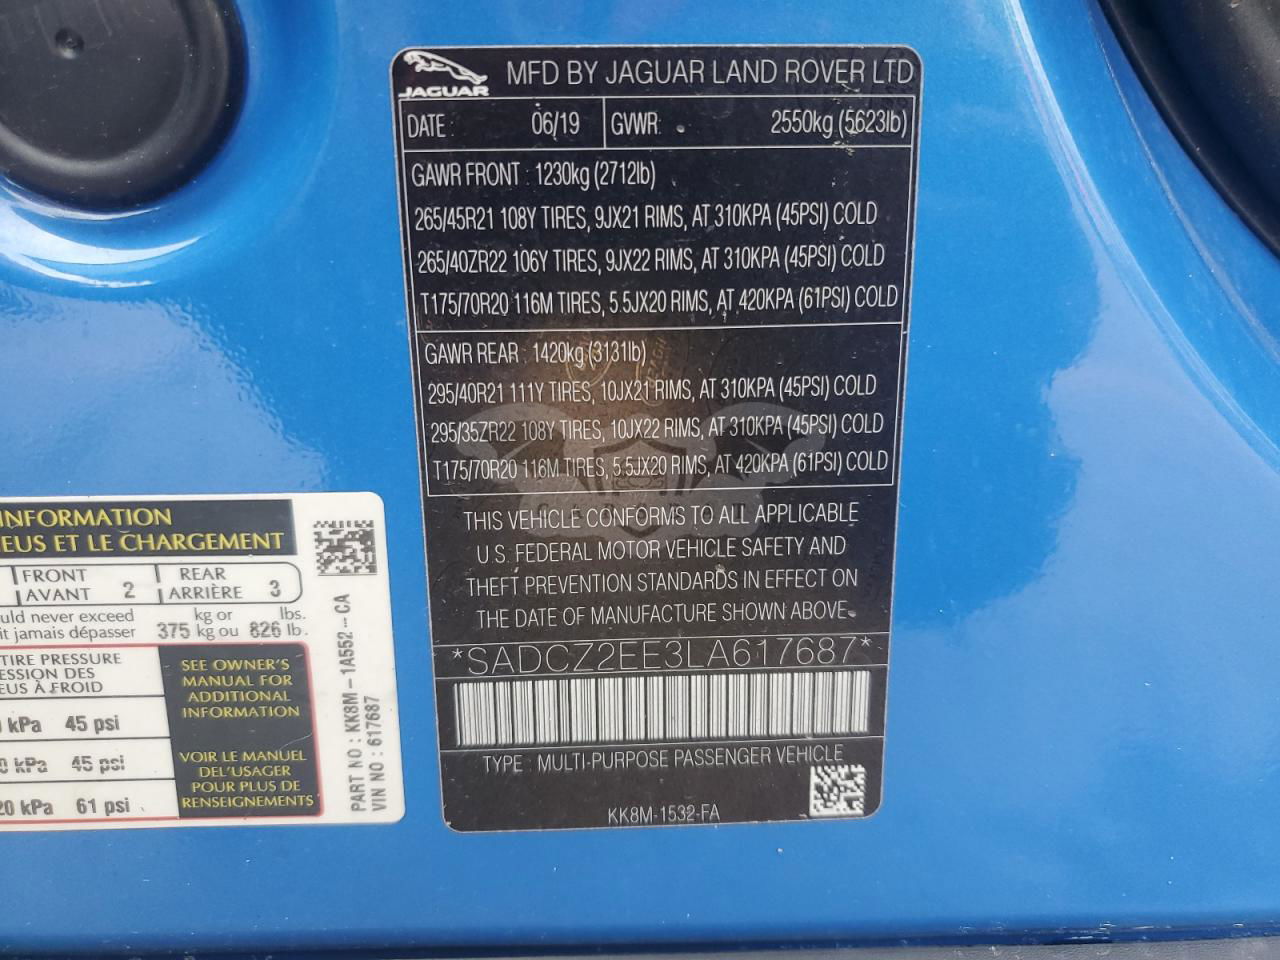 JAGUAR
MFD BY JAGUAR LAND ROVER LTD
DATE : 06/19 GVWR: 2550kg (5623lb)
GAWR FRONT : 1230kg (2712lb)
265/45R21 108Y TIRES, 9JX21 RIMS, AT 310KPA (45PSI) COLD
265/40ZR22 106Y TIRES, 9JX22 RIMS, AT 310KPA (45PSI) COLD
T175/70R20 116M TIRES, 5.5JX20 RIMS, AT 420KPA (61PSI) COLD
GAWR REAR : 1420kg (3131lb)
295/40R21 111Y TIRES, 10JX21 RIMS, AT 310KPA (45PSI) COLD
295/35ZR22 108Y TIRES, 10JX22 RIMS, AT 310KPA (45PSI) COLD
T175/70R20 116M TIRES, 5.5JX20 RIMS, AT 420KPA (61PSI) COLD
THIS VEHICLE CONFORMS TO ALL APPLICABLE
U.S. FEDERAL MOTOR VEHICLE SAFETY AND
THEFT PREVENTION STANDARDS IN EFFECT ON
THE DATE OF MANUFACTURE SHOWN ABOVE.
*SADCZ2EE3LA617687*
TYPE : MULTI-PURPOSE PASSENGER VEHICLE
KK8M-1532-FA
INFORMATION
EUS ET LE CHARGEMENT
FRONT REAR
AVANT 2 ARRIÈRE 3
uld never exceed kg or lbs.
it jamais dépasser 375 kg ou 826 lb.
TIRE PRESSURE
ESSION DES
EUS À FROID
kPa 45 psi
0 kPa 45 psi
20 kPa 61 psi
SEE OWNER'S
MANUAL FOR
ADDITIONAL
INFORMATION
VOIR LE MANUEL
DEL'USAGER
POUR PLUS DE
RENSEIGNEMENTS
PART NO : KK8M-1A552-CA
VIN NO : 617687